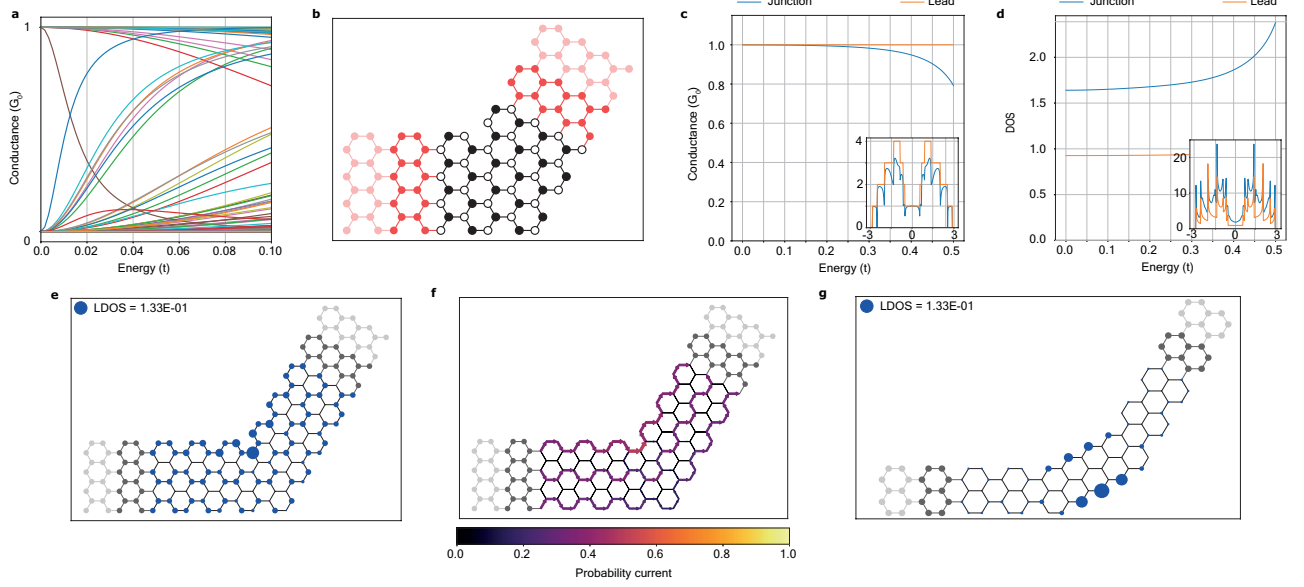 a
1
0
Conductance (G₀)
0.00 0.02 0.04 0.06 0.08 0.10
Energy (t)
b
c
Junction Lead
1.0
0.8
0.6
0.4
0.2
0.0
Conductance (G₀)
0.0 0.1 0.2 0.3 0.4 0.5
Energy (t)
4
2
0
-3 0 3
d
Junction Lead
2.0
1.5
1.0
0.5
0.0
DOS
0.0 0.1 0.2 0.3 0.4 0.5
Energy (t)
20
10
0
-3 0 3
e
LDOS = 1.33E-01
f
0.0 0.2 0.4 0.6 0.8 1.0
Probability current
g
LDOS = 1.33E-01